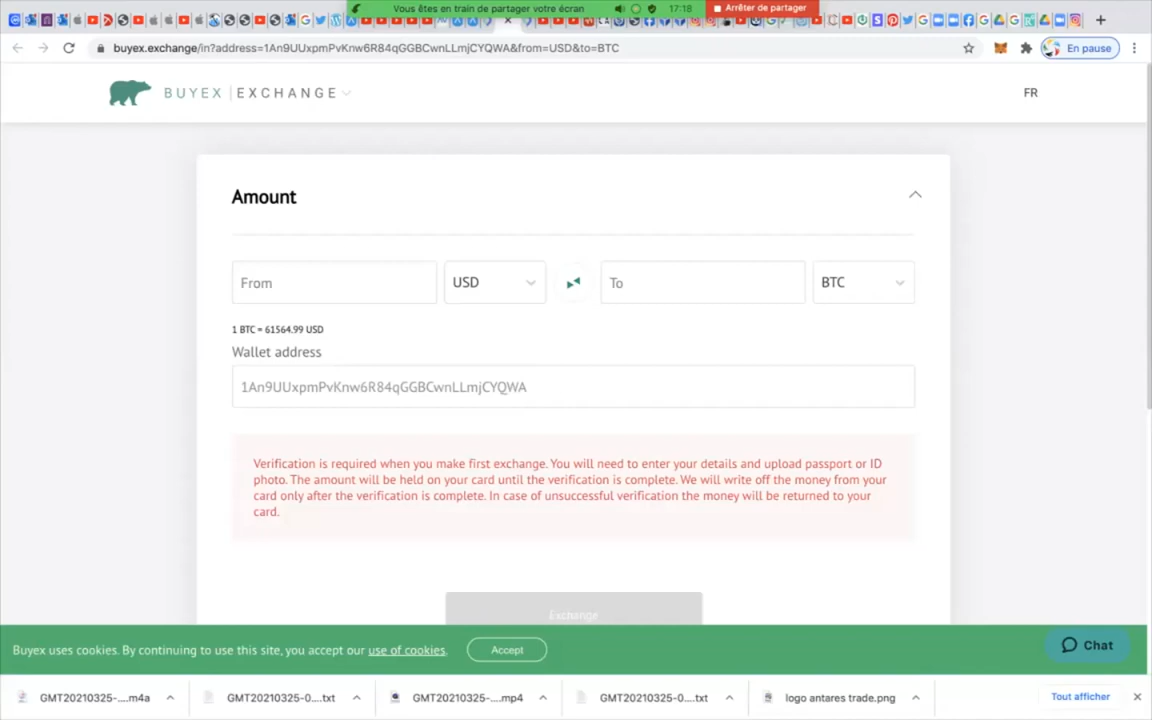 Vous êtes en train de partager votre écran 17:18 Arrêter de partager
buyex.exchange/in?address=1An9UUxpmPvKnw6R84qGGBCwnLLmjCYQWA&from=USD&to=BTC En pause
BUYEX | EXCHANGE FR
Amount
From USD To BTC
1 BTC = 61564.99 USD
Wallet address
1An9UUxpmPvKnw6R84qGGBCwnLLmjCYQWA
Verification is required when you make first exchange. You will need to enter your details and upload passport or ID
photo. The amount will be held on your card until the verification is complete. We will write off the money from your
card only after the verification is complete. In case of unsuccessful verification the money will be returned to your
card.
Exchange
Buyex uses cookies. By continuing to use this site, you accept our use of cookies. Accept Chat
GMT20210325-....m4a GMT20210325-0....txt GMT20210325-....mp4 GMT20210325-0....txt logo antares trade.png Tout afficher